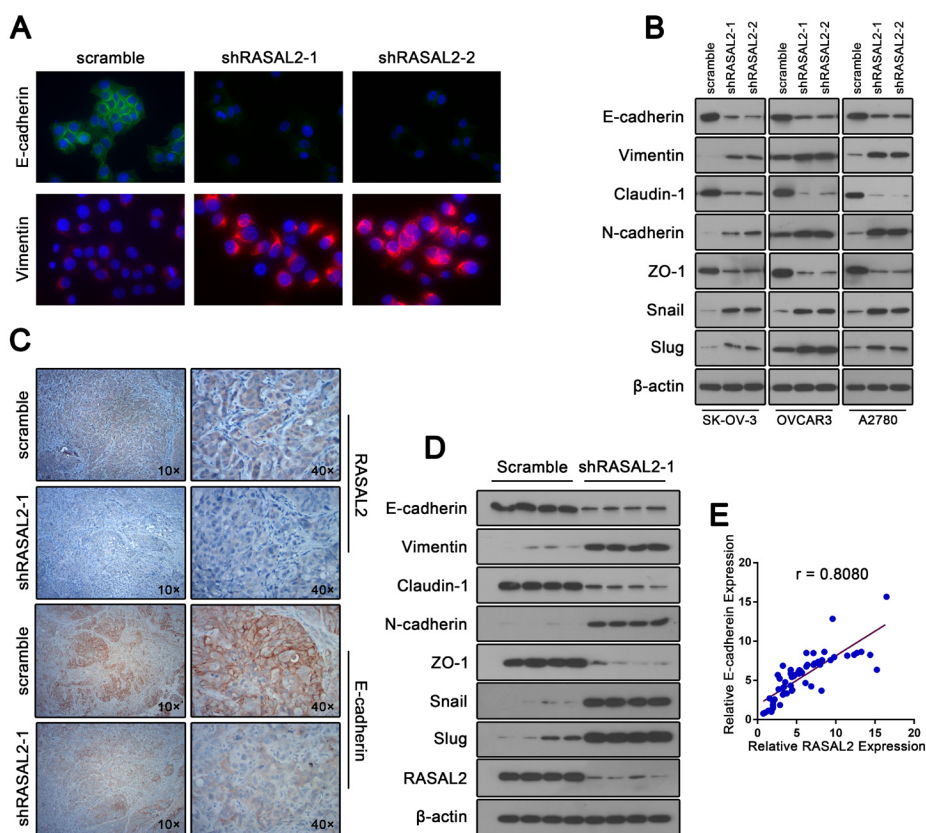 A
scramble
shRASAL2-1
shRASAL2-2
E-cadherin
Vimentin
B
scramble
shRASAL2-1
shRASAL2-2
scramble
shRASAL2-1
shRASAL2-2
scramble
shRASAL2-1
shRASAL2-2
E-cadherin
Vimentin
Claudin-1
N-cadherin
ZO-1
Snail
Slug
β-actin
SK-OV-3
OVCAR3
A2780
C
scramble
10×
40×
shRASAL2-1
10×
40×
RASAL2
scramble
10×
40×
shRASAL2-1
10×
40×
E-cadherin
D
Scramble
shRASAL2-1
E-cadherin
Vimentin
Claudin-1
N-cadherin
ZO-1
Snail
Slug
RASAL2
β-actin
E
Relative E-cadherein Expression
20
15
10
5
0
r = 0.8080
0
5
10
15
20
Relative RASAL2 Expression